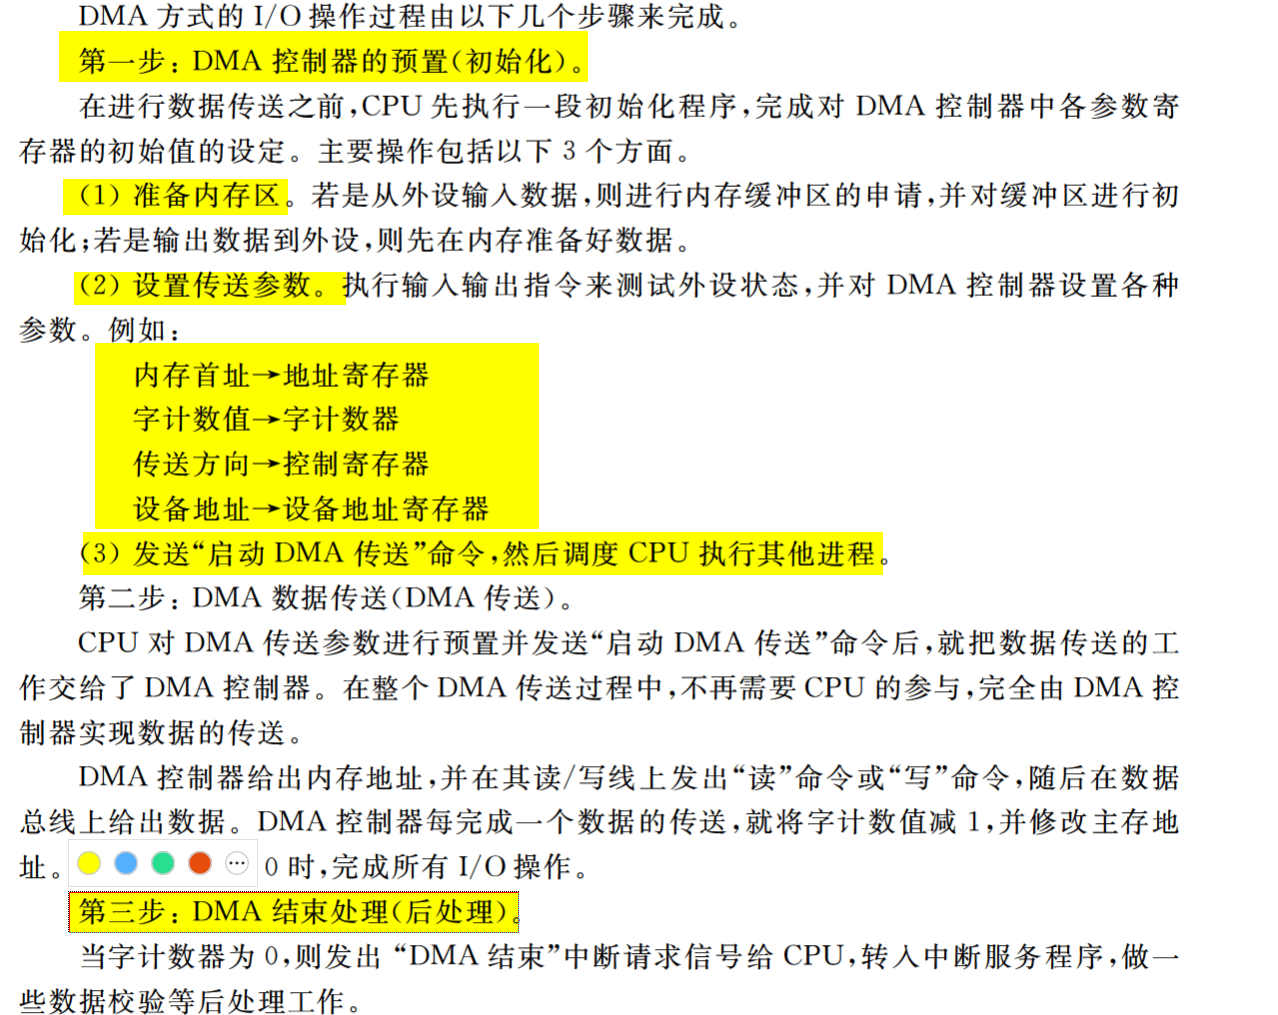 DMA 方式的 I/O 操作过程由以下几个步骤来完成。
第一步：DMA 控制器的预置(初始化)。
在进行数据传送之前,CPU 先执行一段初始化程序,完成对 DMA 控制器中各参数寄
存器的初始值的设定。主要操作包括以下 3 个方面。
(1) 准备内存区。若是从外设输入数据,则进行内存缓冲区的申请,并对缓冲区进行初
始化;若是输出数据到外设,则先在内存准备好数据。
(2) 设置传送参数。执行输入输出指令来测试外设状态,并对 DMA 控制器设置各种
参数。例如：
内存首址→地址寄存器
字计数值→字计数器
传送方向→控制寄存器
设备地址→设备地址寄存器
(3) 发送“启动 DMA 传送”命令,然后调度 CPU 执行其他进程。
第二步：DMA 数据传送(DMA 传送)。
CPU 对 DMA 传送参数进行预置并发送“启动 DMA 传送”命令后,就把数据传送的工
作交给了 DMA 控制器。在整个 DMA 传送过程中,不再需要 CPU 的参与,完全由 DMA 控
制器实现数据的传送。
DMA 控制器给出内存地址,并在其读/写线上发出“读”命令或“写”命令,随后在数据
总线上给出数据。DMA 控制器每完成一个数据的传送,就将字计数值减 1,并修改主存地
址。 0 时,完成所有 I/O 操作。
第三步：DMA 结束处理(后处理)。
当字计数器为 0,则发出 “DMA 结束”中断请求信号给 CPU,转入中断服务程序,做一
些数据校验等后处理工作。